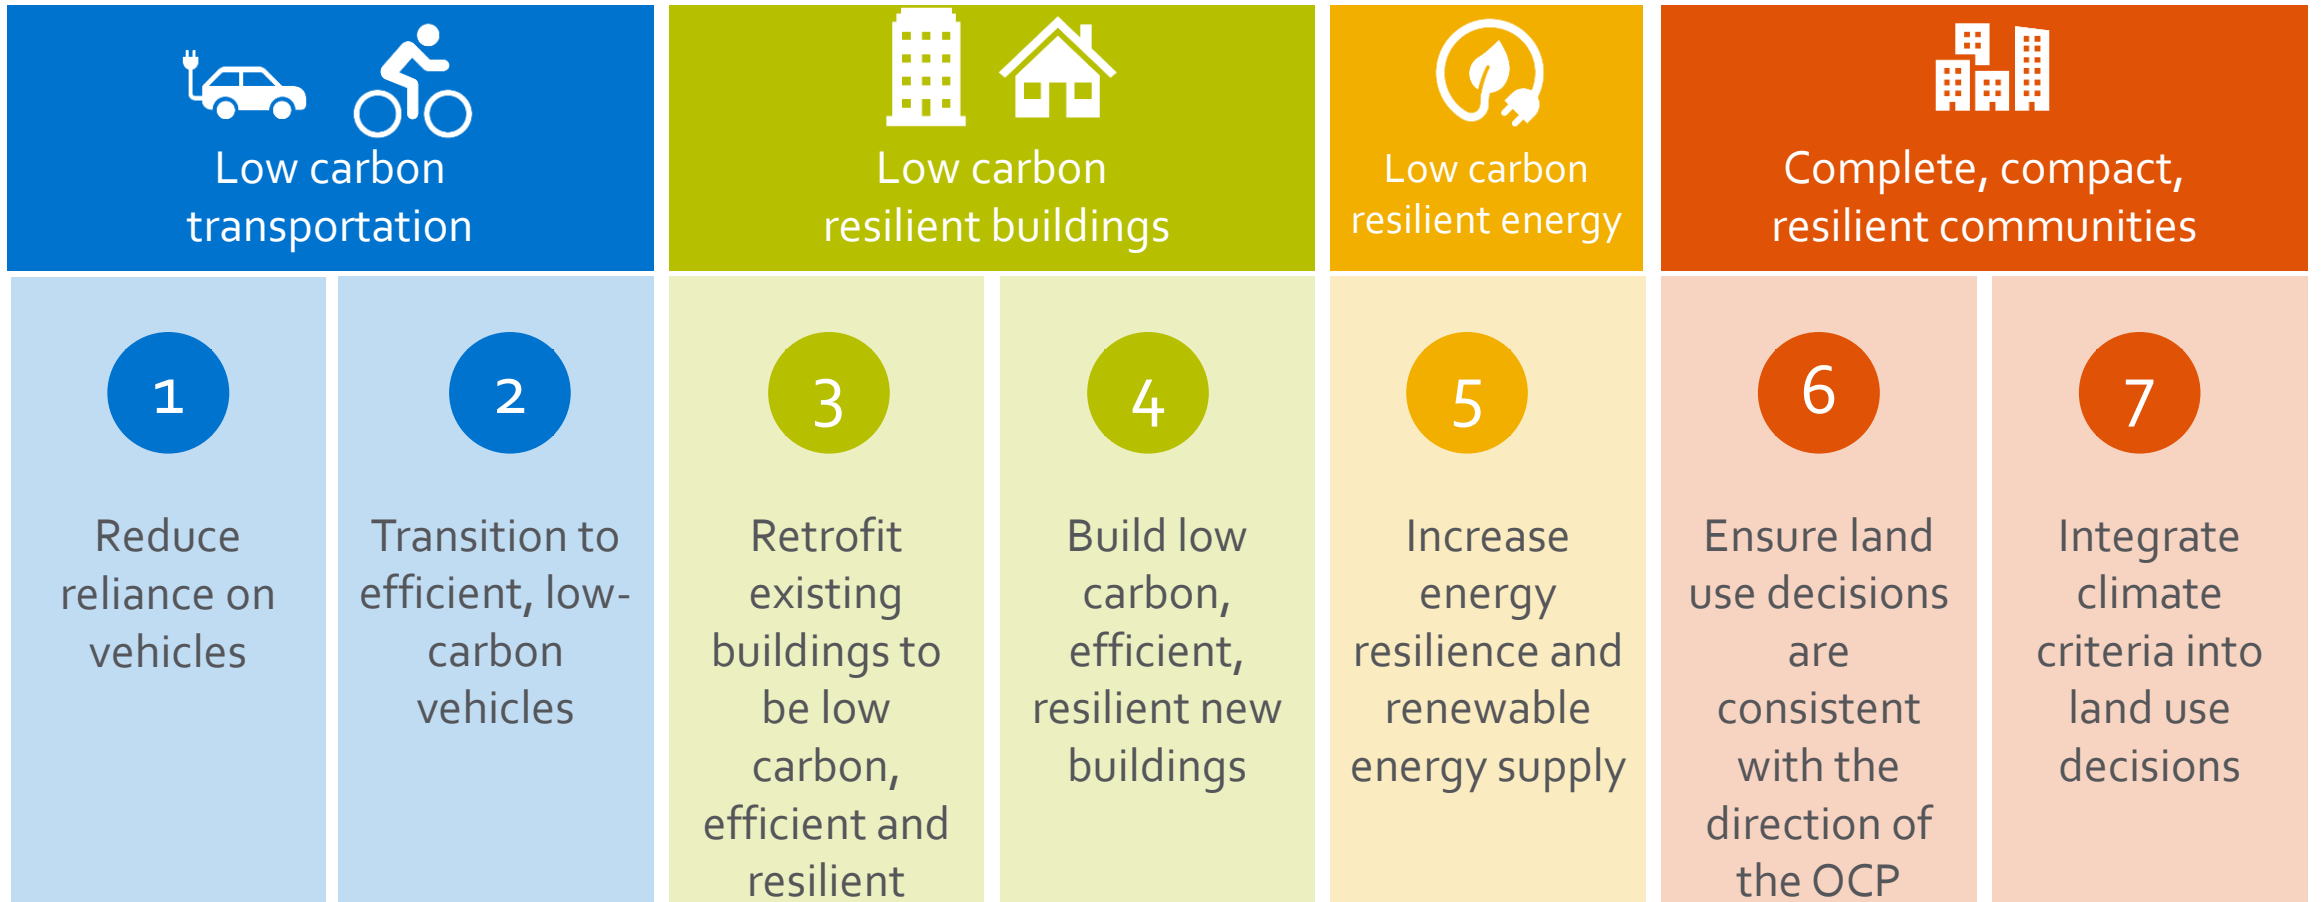 Low carbon
transportation
Low carbon
resilient buildings
Low carbon
resilient energy
Complete, compact,
resilient communities
1
Reduce
reliance on
vehicles
2
Transition to
efficient, low-
carbon
vehicles
3
Retrofit
existing
buildings to
be low
carbon,
efficient and
resilient
4
Build low
carbon,
efficient,
resilient new
buildings
5
Increase
energy
resilience and
renewable
energy supply
6
Ensure land
use decisions
are
consistent
with the
direction of
the OCP
7
Integrate
climate
criteria into
land use
decisions